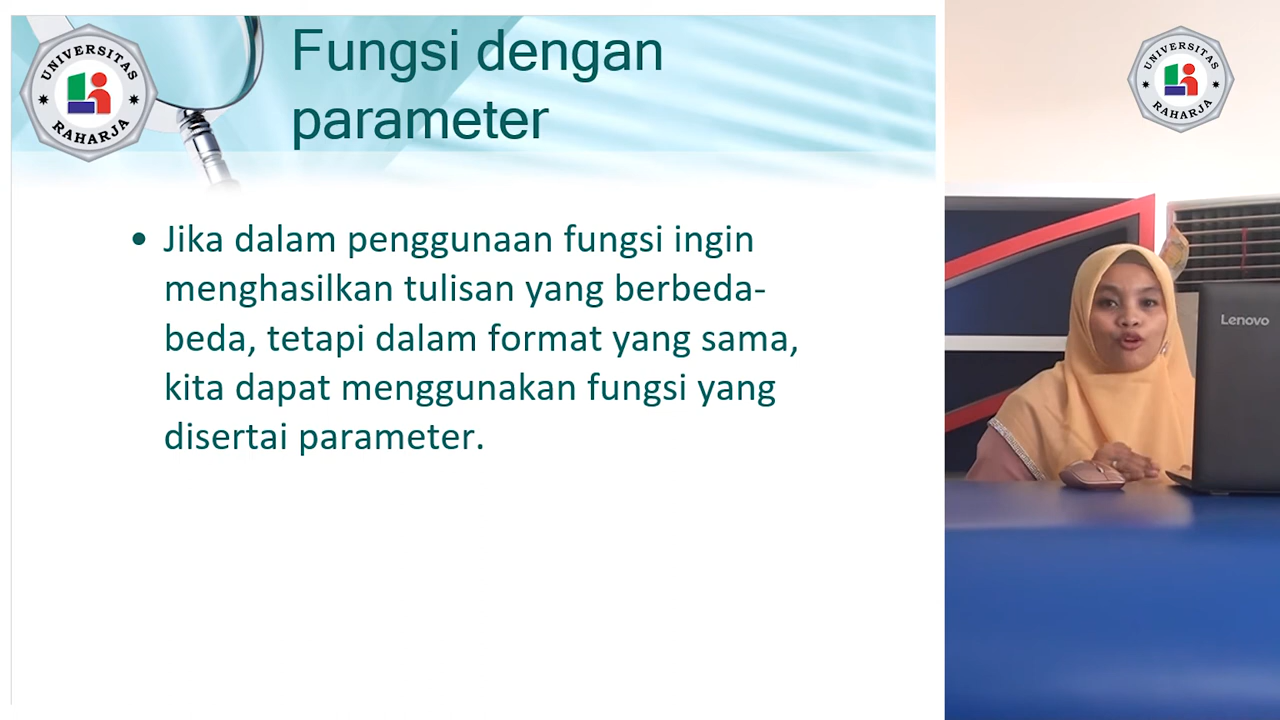 Fungsi dengan
parameter
UNIVERSITAS
RAHARJA
• Jika dalam penggunaan fungsi ingin
menghasilkan tulisan yang berbeda-
beda, tetapi dalam format yang sama,
kita dapat menggunakan fungsi yang
disertai parameter.
UNIVERSITAS
RAHARJA
Lenovo